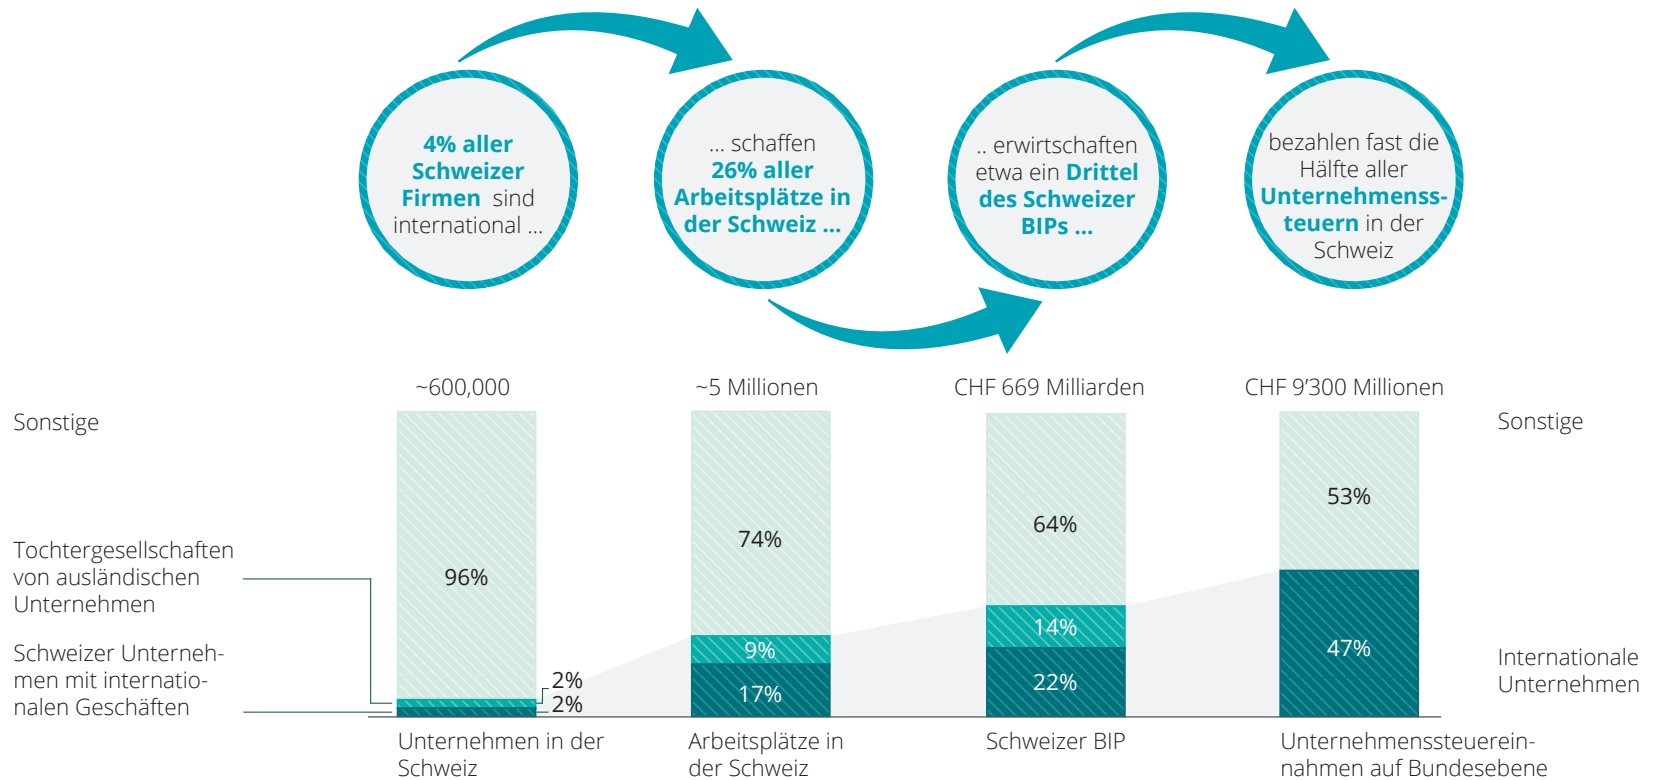 4% aller
Schweizer
Firmen sind
international ...
... schaffen
26% aller
Arbeitsplätze in
der Schweiz ...
.. erwirtschaften
etwa ein Drittel
des Schweizer
BIPs ...
bezahlen fast die
Hälfte aller
Unternehmenss-
teuern in der
Schweiz
~600,000
~5 Millionen
CHF 669 Milliarden
CHF 9'300 Millionen
Sonstige
Sonstige
Tochtergesellschaften
von ausländischen
Unternehmen
Schweizer Unterneh-
men mit internatio-
nalen Geschäften
96%
2%
2%
74%
9%
17%
64%
14%
22%
53%
47%
Internationale
Unternehmen
Unternehmen in der
Schweiz
Arbeitsplätze in
der Schweiz
Schweizer BIP
Unternehmenssteuerein-
nahmen auf Bundesebene